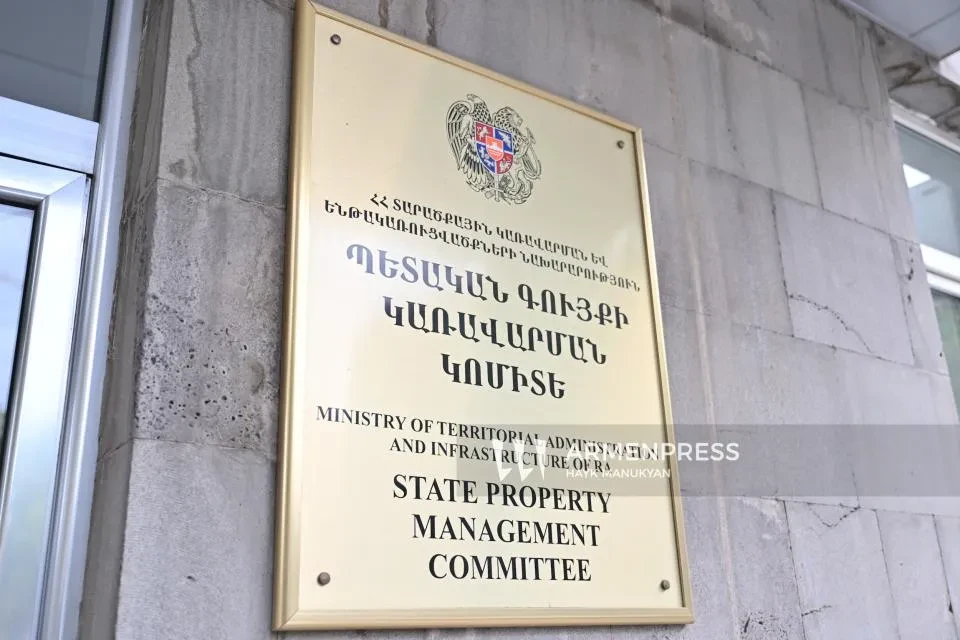 ՀՀ ՏԱՐԱԾՔԱՅԻՆ ԿԱՌԱՎԱՐՄԱՆ ԵՎ
ԵՆԹԱԿԱՌՈՒՑՎԱԾՔՆԵՐԻ ՆԱԽԱՐԱՐՈՒԹՅՈՒՆ
ՊԵՏԱԿԱՆ ԳՈՒՅՔԻ
ԿԱՌԱՎԱՐՄԱՆ
ԿՈՄԻՏԵ
MINISTRY OF TERRITORIAL ADMINISTRATION
AND INFRASTRUCTURE OF RA
STATE PROPERTY
MANAGEMENT
COMMITTEE
ARMENPRESS
HAYK MANUKYAN